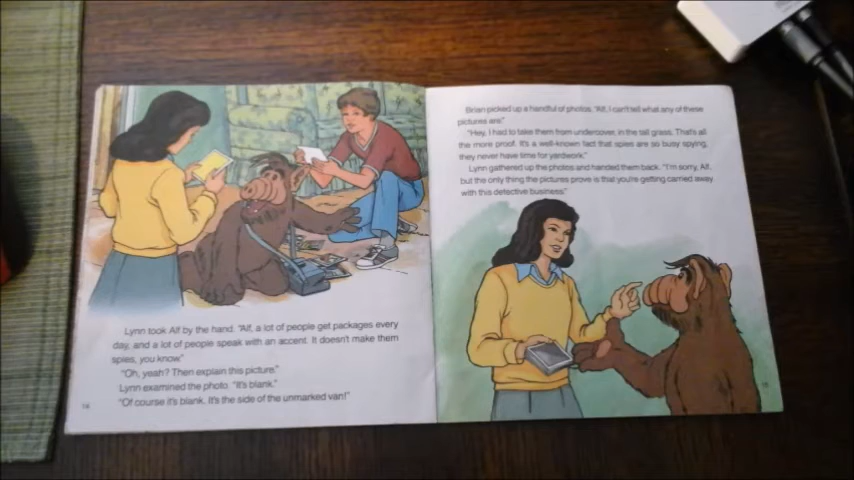 Lynn took Alf by the hand. "Alf, a lot of people get packages every
day, and a lot of people speak with an accent. It doesn't make them
spies, you know."
"Oh, yeah? Then explain this picture."
Lynn examined the photo. "It's blank."
"Of course it's blank. It's the side of the unmarked van!"
Brian picked up a handful of photos. "Alf, I can't tell what any of these
pictures are."
"Hey, I had to take them from undercover, in the tall grass. That's all
the more proof. It's a well-known fact that spies are so busy spying,
they never have time for yardwork."
Lynn gathered up the photos and handed them back. "I'm sorry, Alf,
but the only thing the pictures prove is that you're getting carried away
with this detective business."